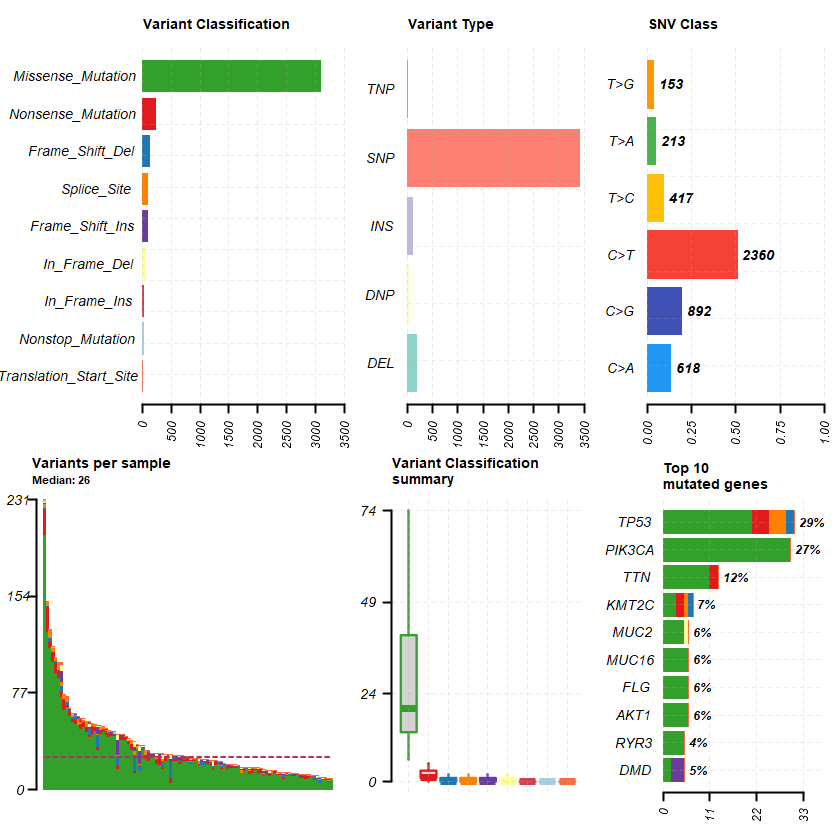 Variant Classification
Missense_Mutation
Nonsense_Mutation
Frame_Shift_Del
Splice_Site
Frame_Shift_Ins
In_Frame_Del
In_Frame_Ins
Nonstop_Mutation
Translation_Start_Site
0 500 1000 1500 2000 2500 3000 3500
Variant Type
TNP
SNP
INS
DNP
DEL
0 500 1000 1500 2000 2500 3000 3500
SNV Class
T>G 153
T>A 213
T>C 417
C>T 2360
C>G 892
C>A 618
0.00 0.25 0.50 0.75 1.00
Variants per sample
Median: 26
231
154
77
0
Variant Classification
summary
74
49
24
0
Top 10
mutated genes
TP53 29%
PIK3CA 27%
TTN 12%
KMT2C 7%
MUC2 6%
MUC16 6%
FLG 6%
AKT1 6%
RYR3 4%
DMD 5%
0 11 22 33